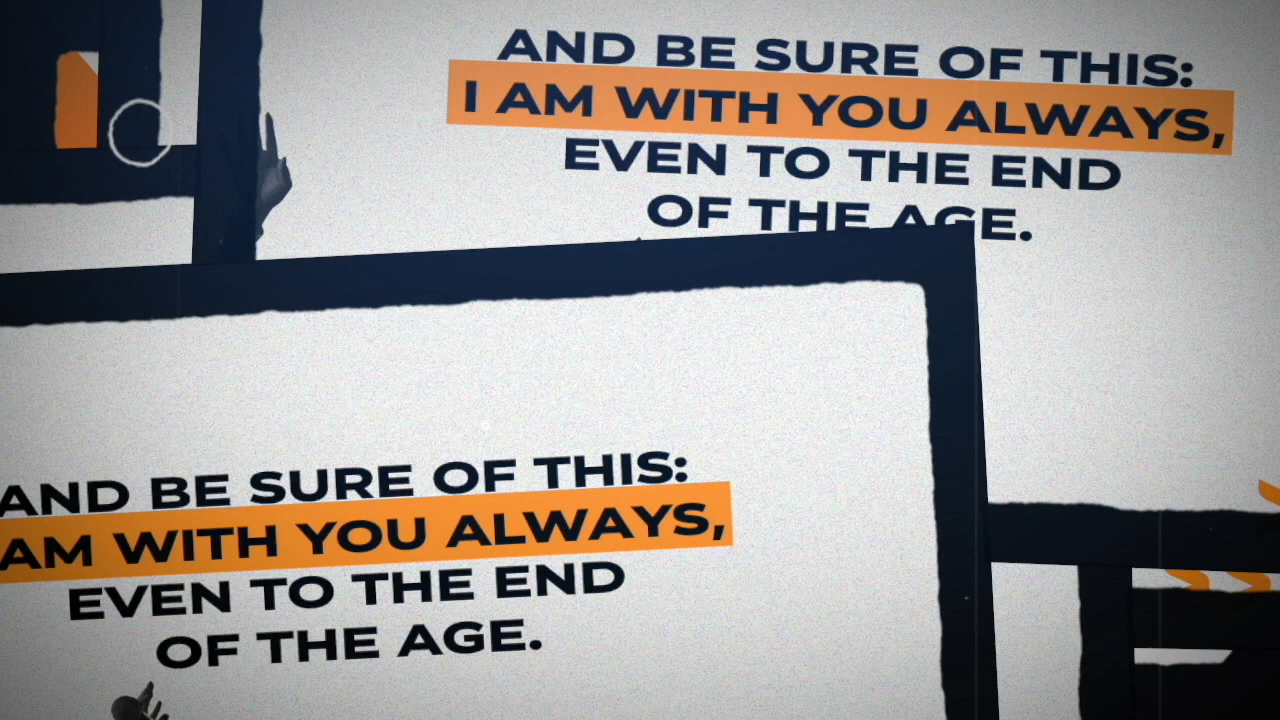 AND BE SURE OF THIS:
I AM WITH YOU ALWAYS,
EVEN TO THE END
OF THE AGE.
AND BE SURE OF THIS:
AM WITH YOU ALWAYS,
EVEN TO THE END
OF THE AGE.